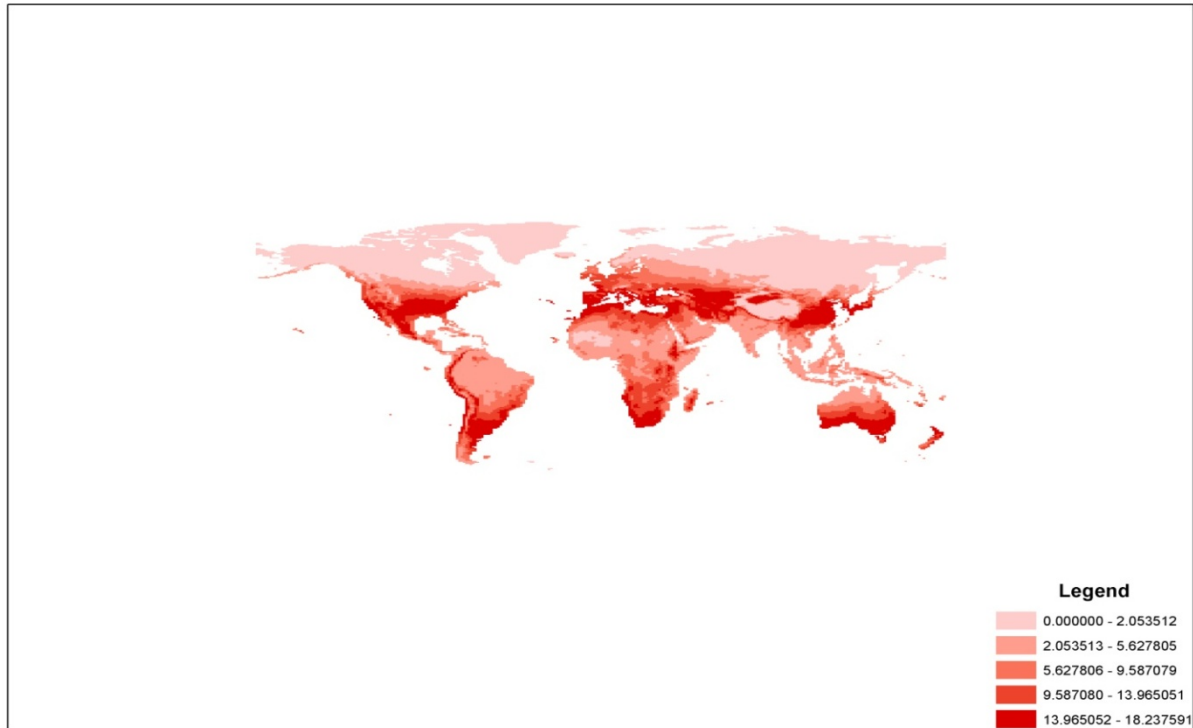 Legend
0.000000 - 2.053512
2.053513 - 5.627805
5.627806 - 9.587079
9.587080 - 13.965051
13.965052 - 18.237591